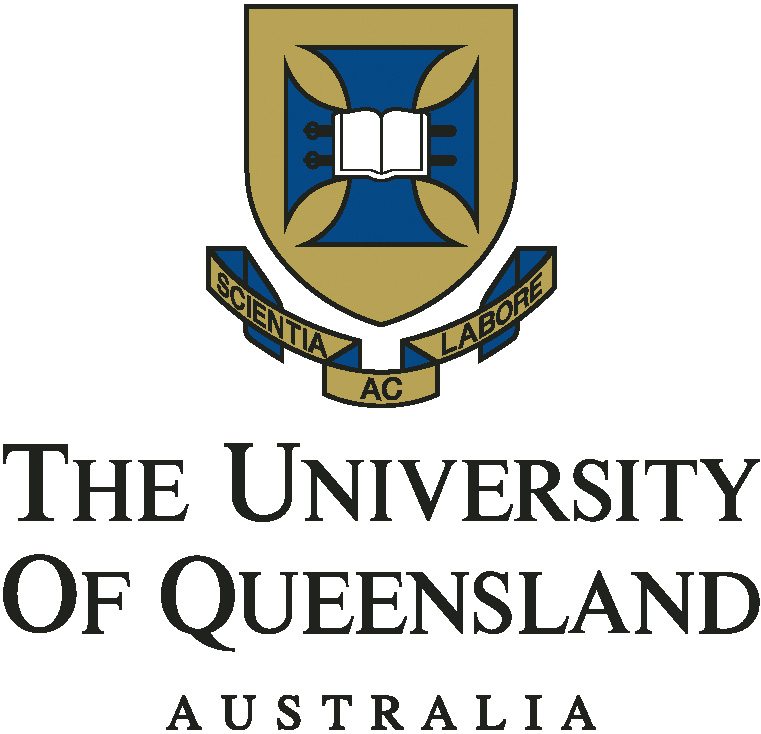 SCIENTIA AC LABORE
THE UNIVERSITY
OF QUEENSLAND
AUSTRALIA